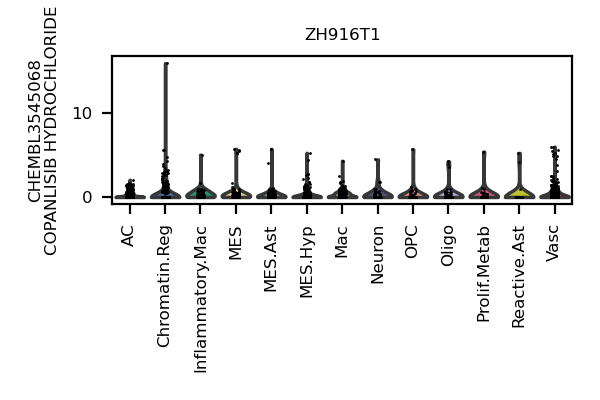 ZH916T1
CHEMBL3545068
COPANLISIB HYDROCHLORIDE
10
0
AC
Chromatin.Reg
Inflammatory.Mac
MES
MES.Ast
MES.Hyp
Mac
Neuron
OPC
Oligo
Prolif.Metab
Reactive.Ast
Vasc